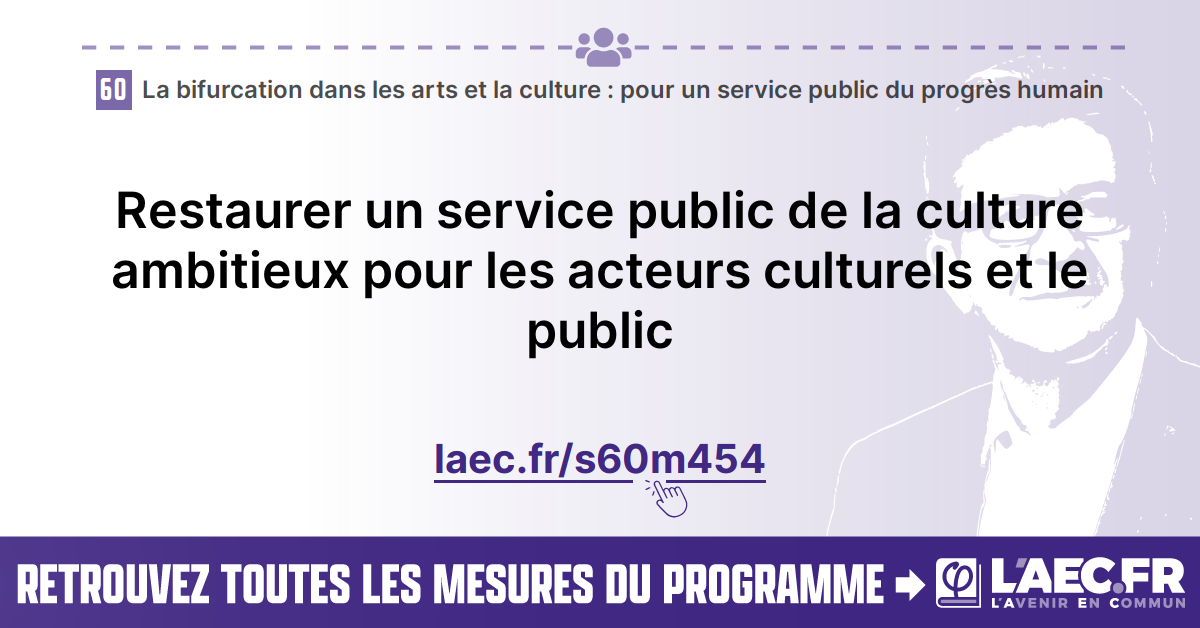 60 La bifurcation dans les arts et la culture : pour un service public du progrès humain
Restaurer un service public de la culture
ambitieux pour les acteurs culturels et le
public
laec.fr/s60m454
RETROUVEZ TOUTES LES MESURES DU PROGRAMME
φ L'AEC.FR
L'AVENIR EN COMMUN